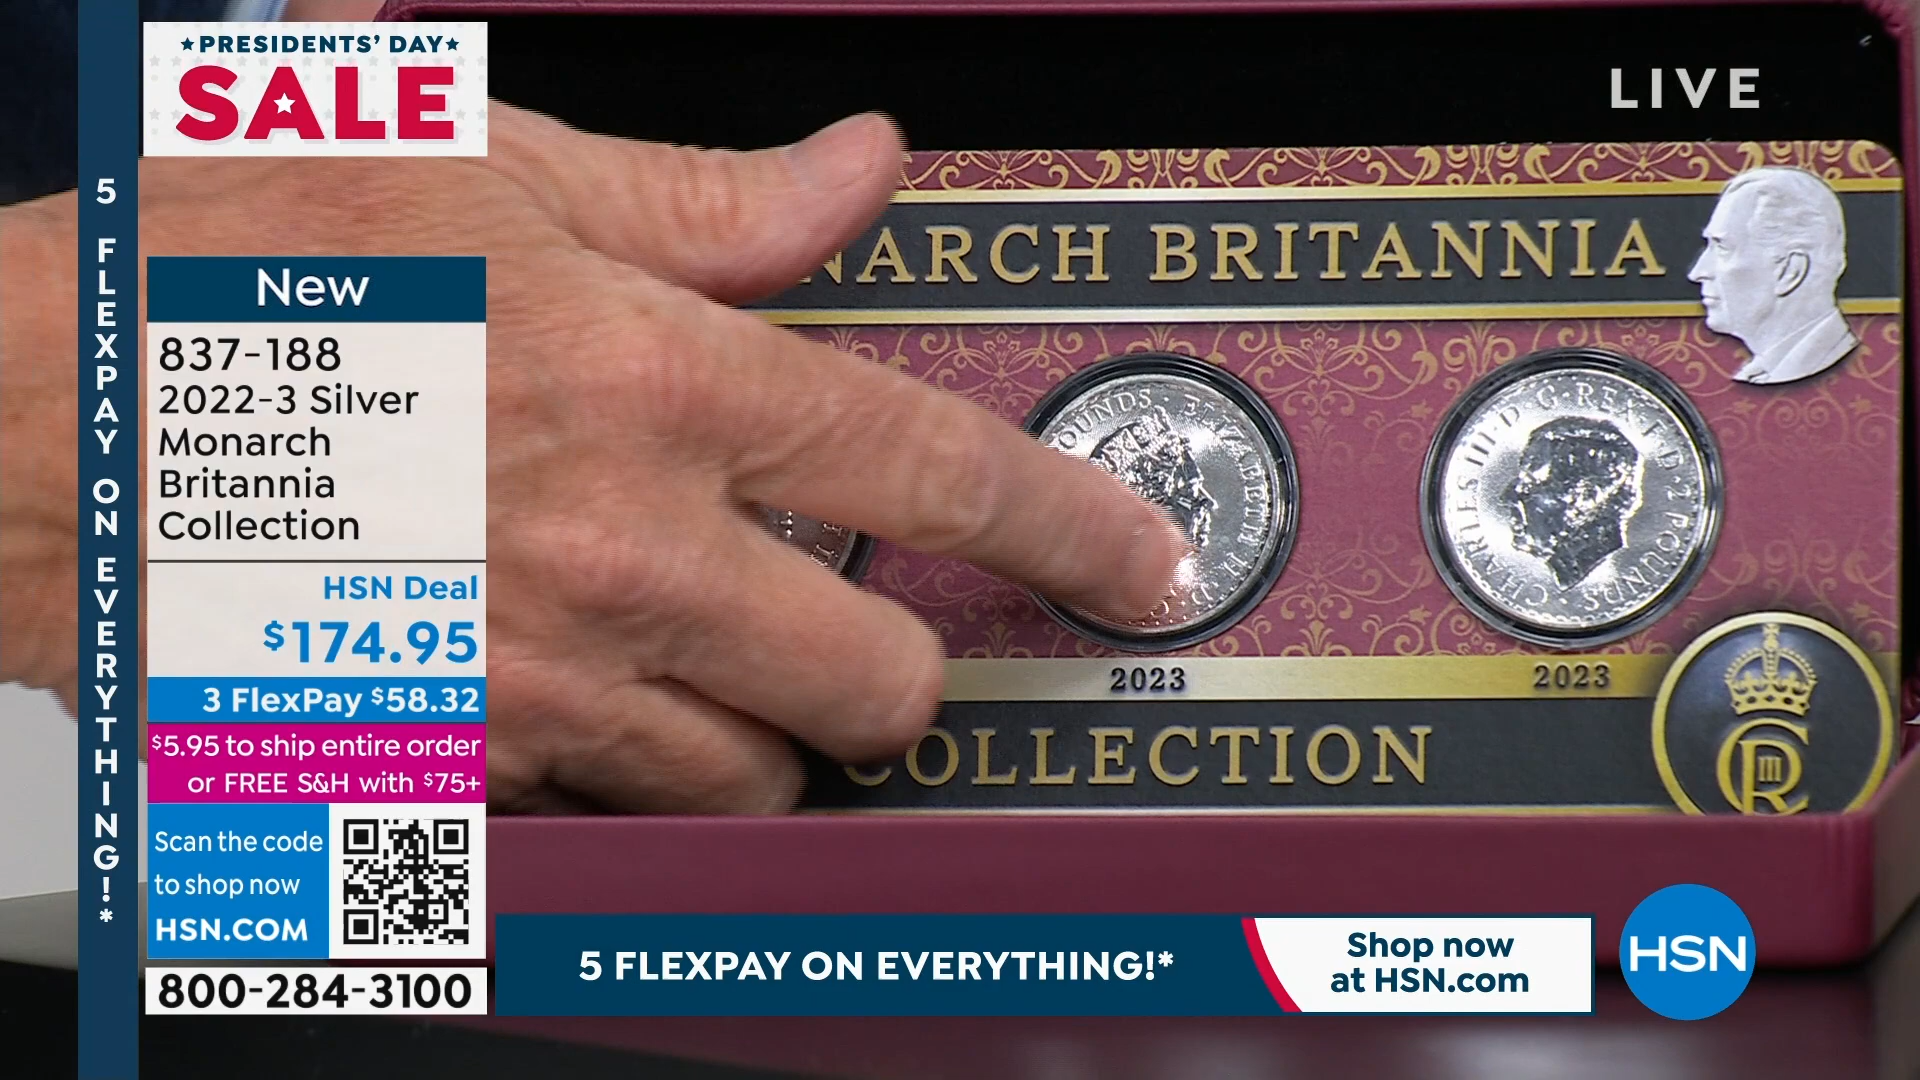 PRESIDENTS' DAY
SALE
5 FLEXPAY ON EVERYTHING!*
New
837-188
2022-3 Silver
Monarch
Britannia
Collection
HSN Deal
$174.95
3 FlexPay $58.32
$5.95 to ship entire order
or FREE S&H with $75+
Scan the code
to shop now
HSN.COM
800-284-3100
LIVE
NARCH BRITANNIA
OUNDS · ELIZABETH II · D · G
CHARLES III · D · G · REX · F · D · 2 POUNDS
2023
2023
COLLECTION
5 FLEXPAY ON EVERYTHING!*
Shop now
at HSN.com
HSN